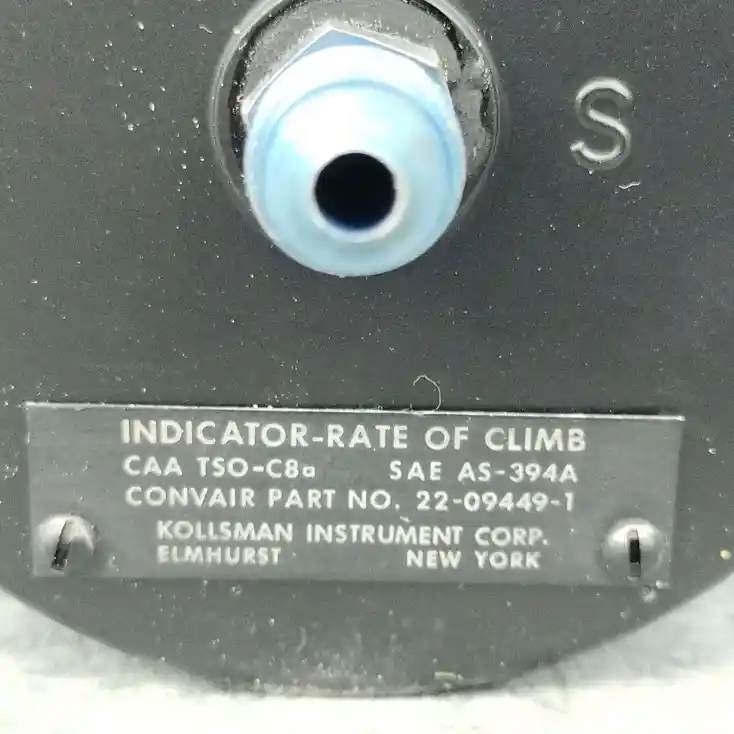 S
INDICATOR-RATE OF CLIMB
CAA TSO-C8a SAE AS-394A
CONVAIR PART NO. 22-09449-1
KOLLSMAN INSTRUMENT CORP.
ELMHURST NEW YORK